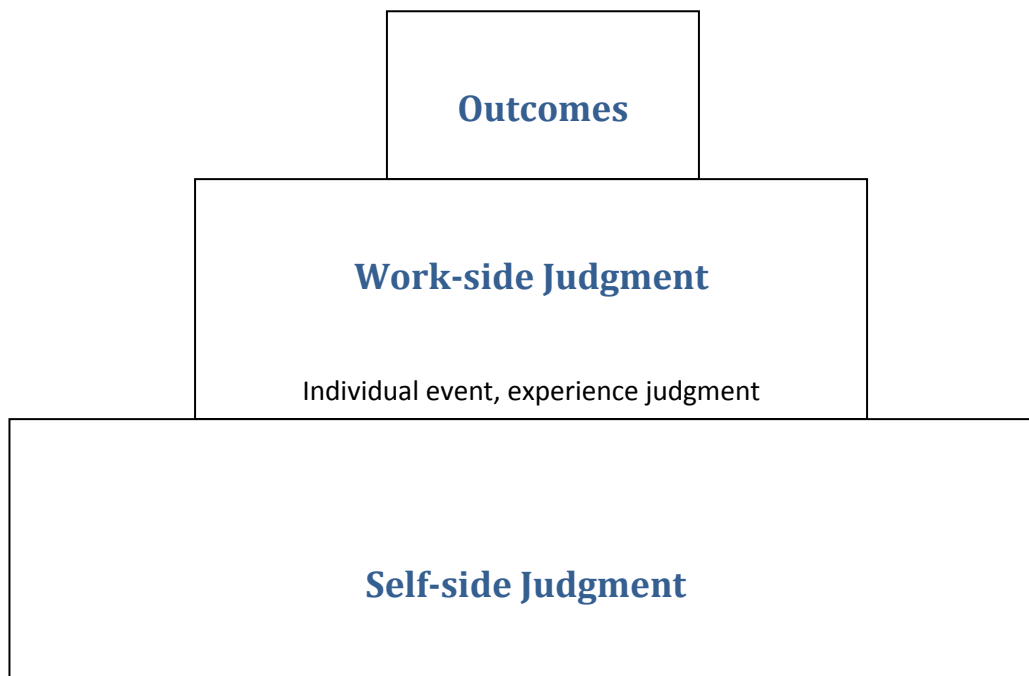 Outcomes
Work-side Judgment
Individual event, experience judgment
Self-side Judgment